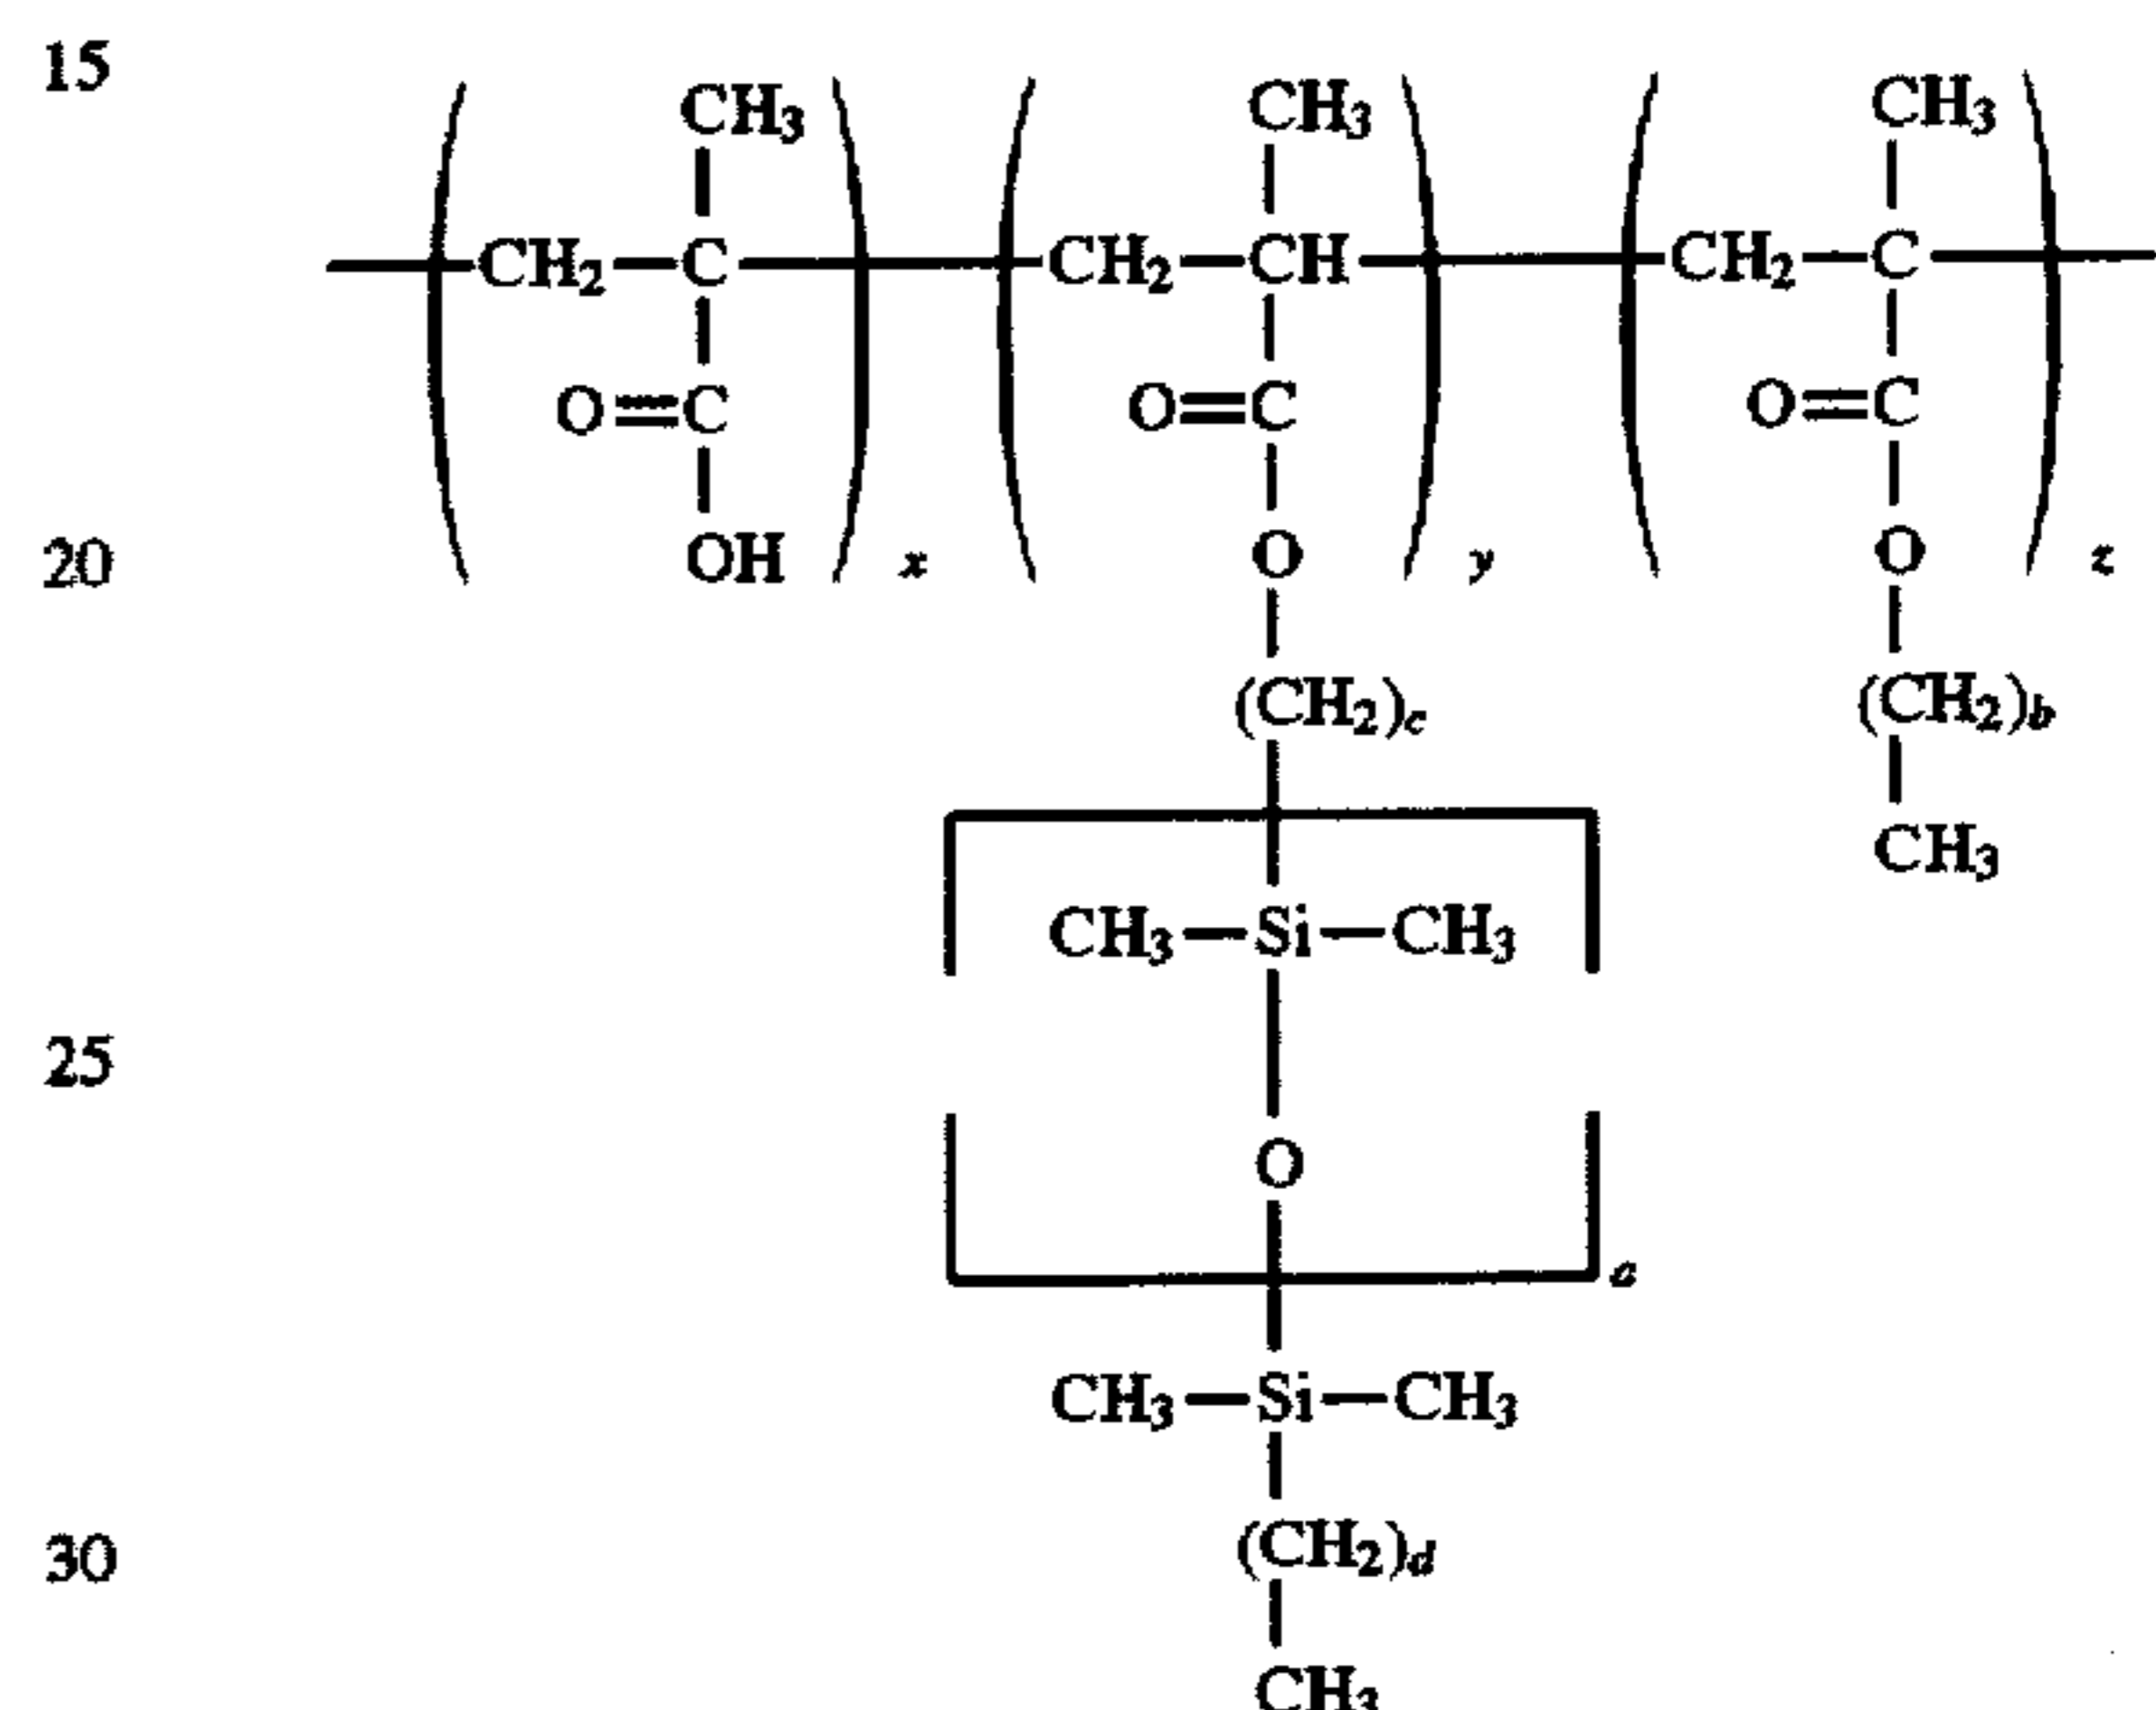 15
CH3 CH3 CH3
CH2 C CH2 CH CH2 C
O=C O=C O=C
20 OH x O y O z
(CH2)c (CH2)b
CH3
CH3 Si CH3
25
O
a
CH3 Si CH3
30 (CH2)d
CH3